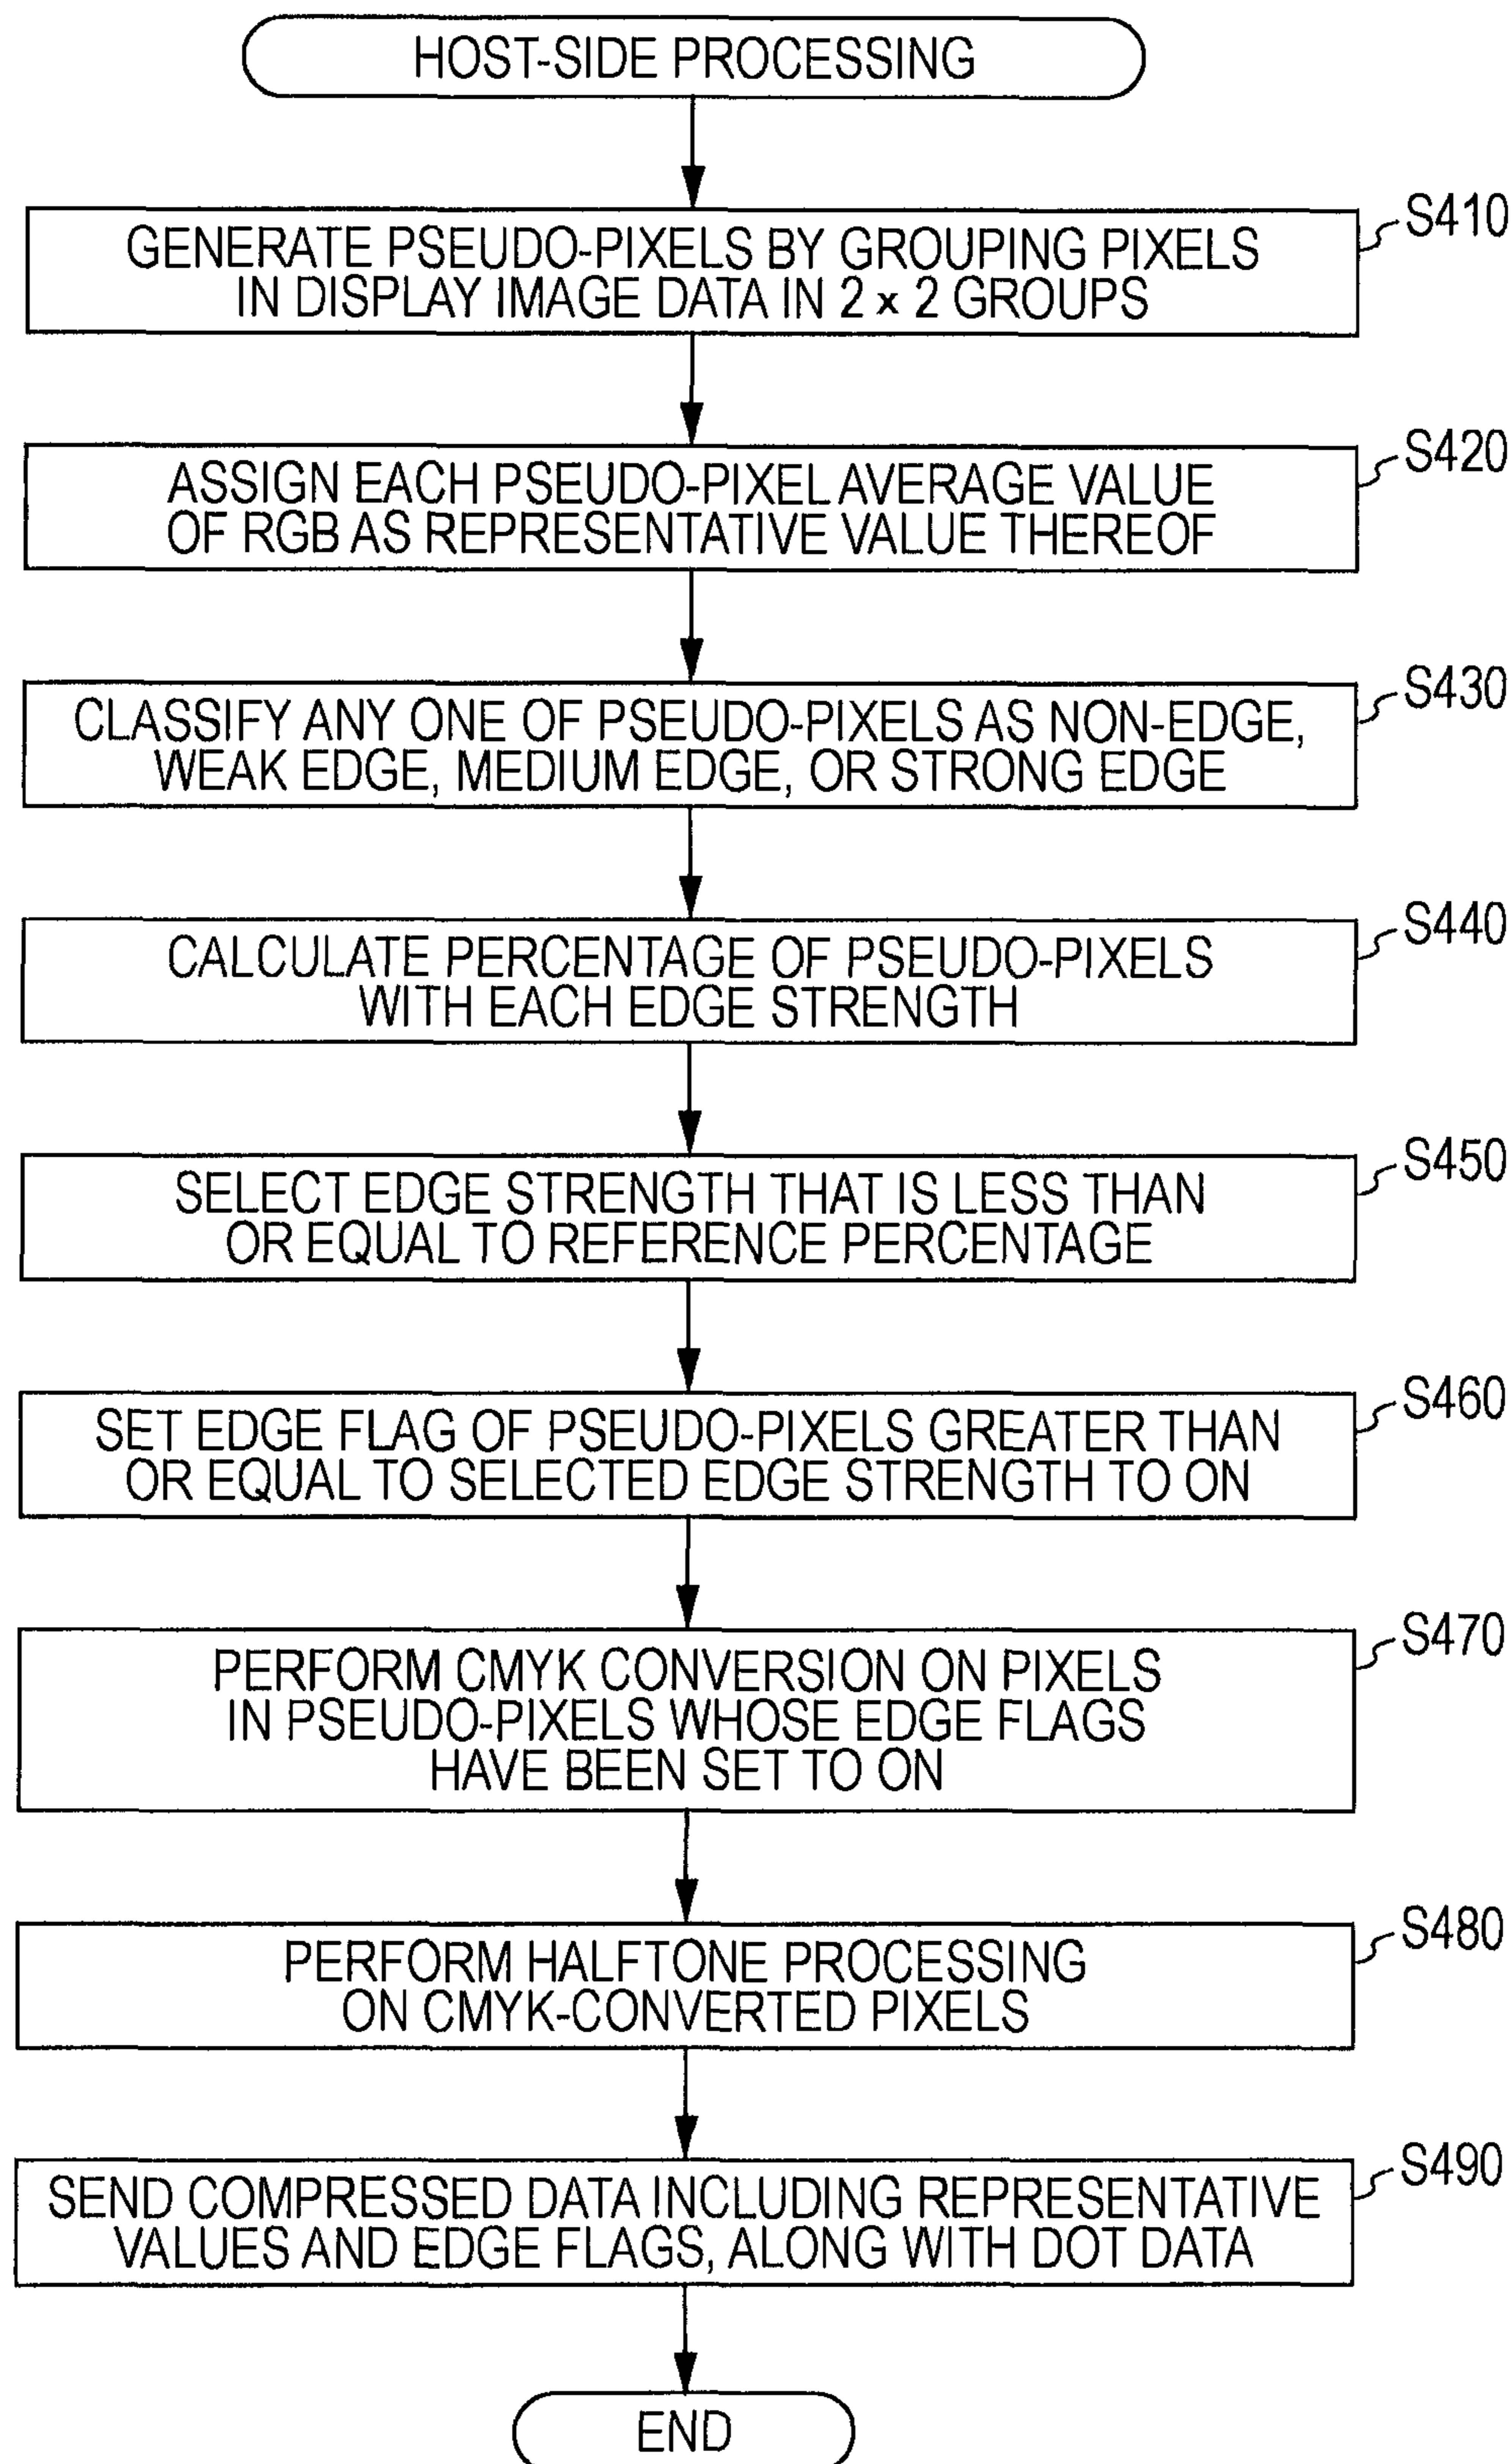 HOST-SIDE PROCESSING
S410
GENERATE PSEUDO-PIXELS BY GROUPING PIXELS
IN DISPLAY IMAGE DATA IN 2 x 2 GROUPS
S420
ASSIGN EACH PSEUDO-PIXEL AVERAGE VALUE
OF RGB AS REPRESENTATIVE VALUE THEREOF
S430
CLASSIFY ANY ONE OF PSEUDO-PIXELS AS NON-EDGE,
WEAK EDGE, MEDIUM EDGE, OR STRONG EDGE
S440
CALCULATE PERCENTAGE OF PSEUDO-PIXELS
WITH EACH EDGE STRENGTH
S450
SELECT EDGE STRENGTH THAT IS LESS THAN
OR EQUAL TO REFERENCE PERCENTAGE
S460
SET EDGE FLAG OF PSEUDO-PIXELS GREATER THAN
OR EQUAL TO SELECTED EDGE STRENGTH TO ON
S470
PERFORM CMYK CONVERSION ON PIXELS
IN PSEUDO-PIXELS WHOSE EDGE FLAGS
HAVE BEEN SET TO ON
S480
PERFORM HALFTONE PROCESSING
ON CMYK-CONVERTED PIXELS
S490
SEND COMPRESSED DATA INCLUDING REPRESENTATIVE
VALUES AND EDGE FLAGS, ALONG WITH DOT DATA
END